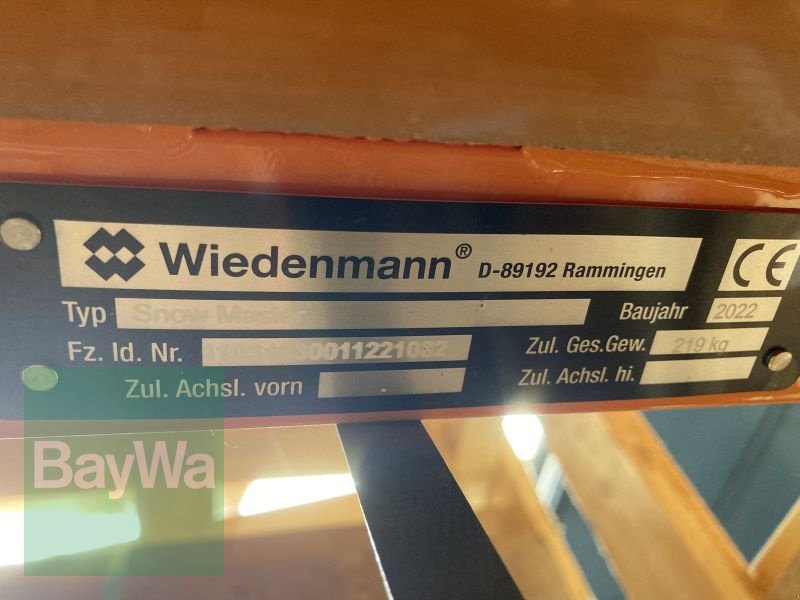 Wiedenmann® D-89192 Rammingen CE
Typ Snow Master Baujahr 2022
Fz. Id. Nr. Zul. Ges.Gew. 219 kg
Zul. Achsl. vorn Zul. Achsl. hi.
BayWa